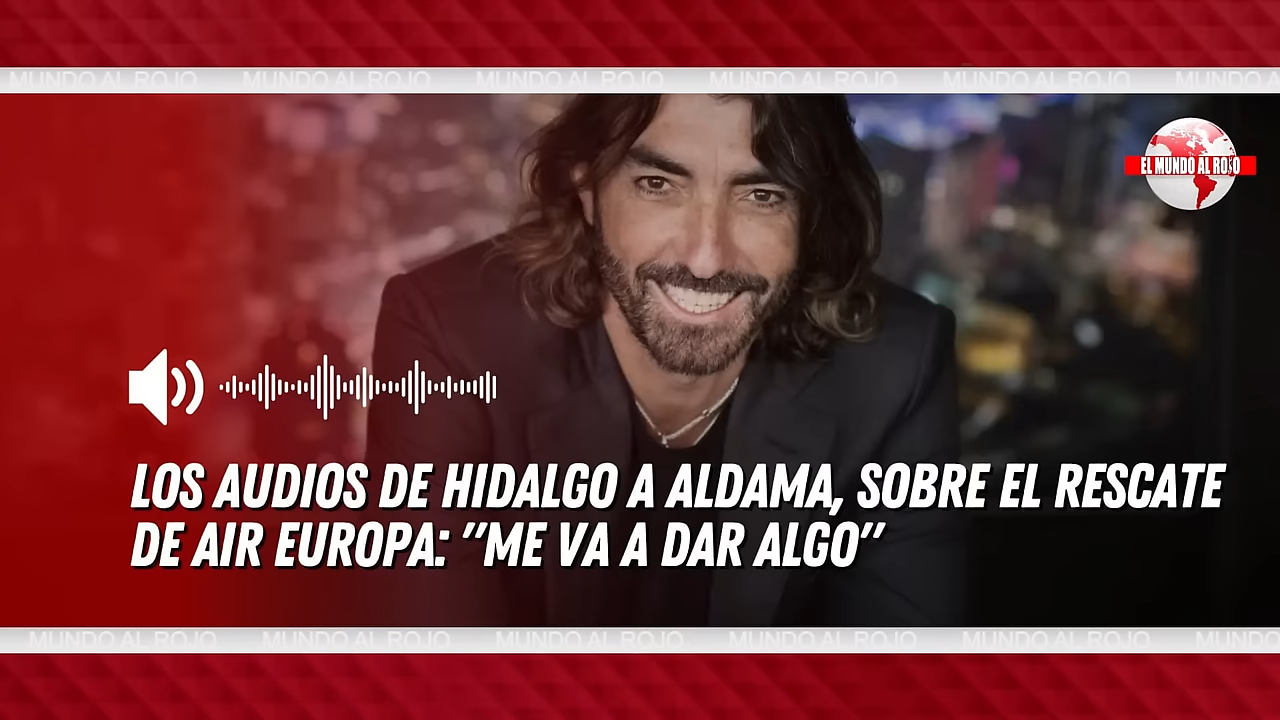 MUNDO AL ROJO MUNDO AL ROJO MUNDO AL ROJO MUNDO AL ROJO MUNDO AL ROJO MUNDO A
EL MUNDO AL ROJO
LOS AUDIOS DE HIDALGO A ALDAMA, SOBRE EL RESCATE
DE AIR EUROPA: "ME VA A DAR ALGO"
MUNDO AL ROJO MUNDO AL ROJO MUNDO AL ROJO MUNDO AL ROJO MUNDO AL ROJO MUNDO